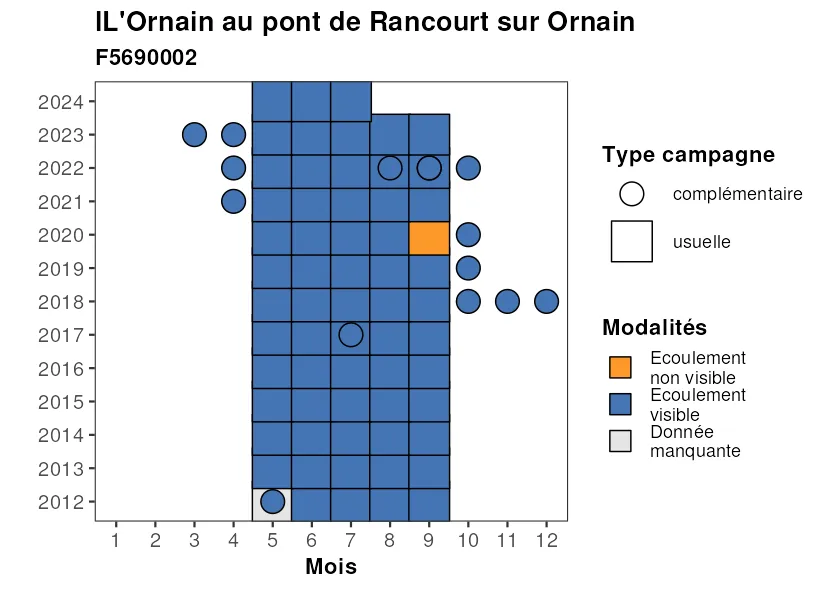 lL'Ornain au pont de Rancourt sur Ornain
F5690002
2024
2023
2022
2021
2020
2019
2018
2017
2016
2015
2014
2013
2012
1 2 3 4 5 6 7 8 9 10 11 12
Mois
Type campagne
complémentaire
usuelle
Modalités
Ecoulement
non visible
Ecoulement
visible
Donnée
manquante